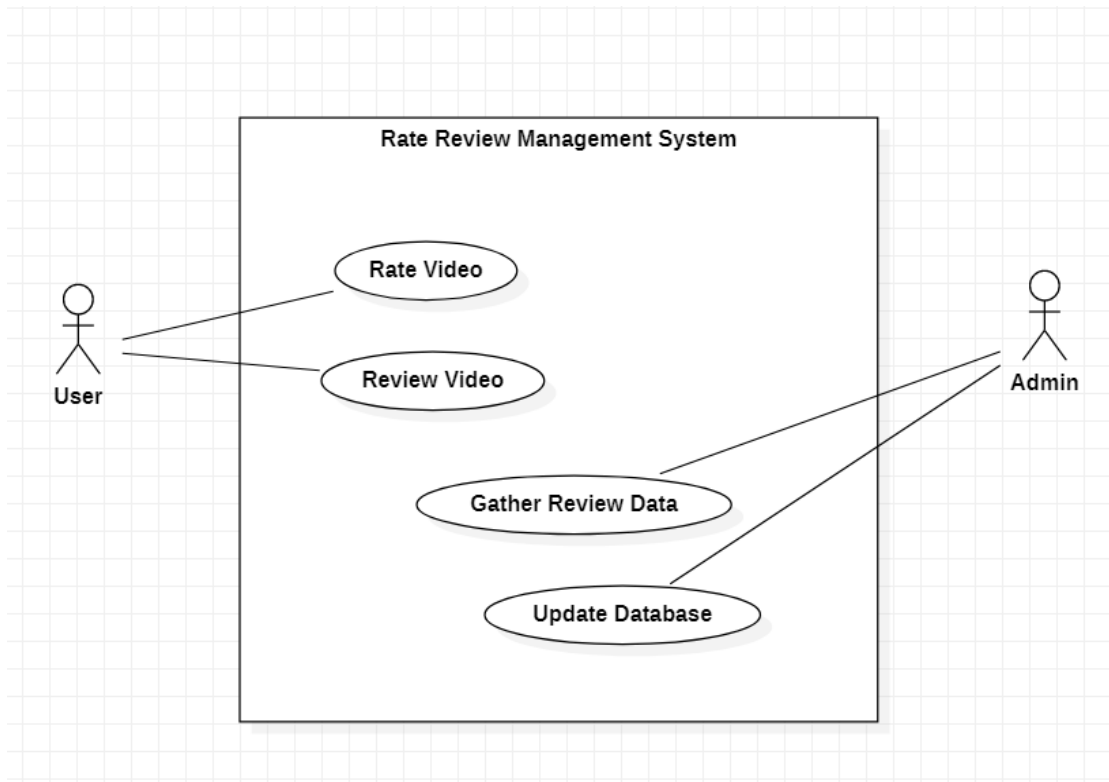 Rate Review Management System
Rate Video
Review Video
User
Admin
Gather Review Data
Update Database